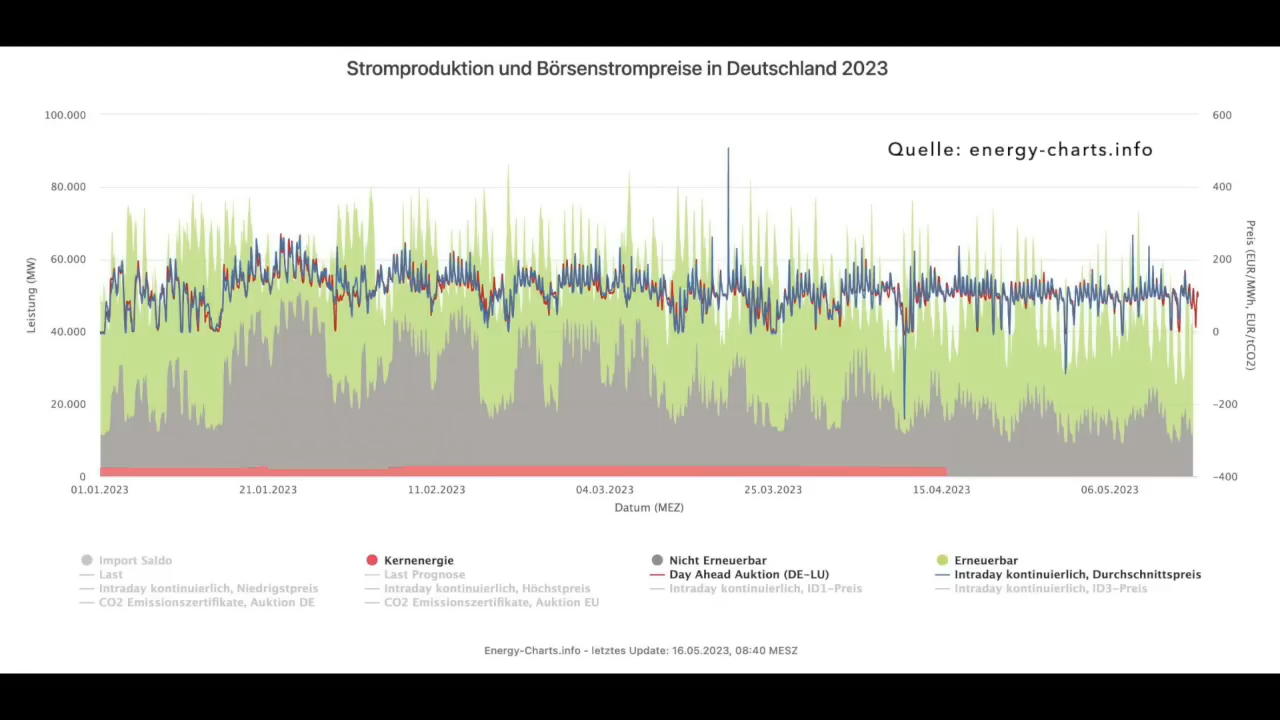 Stromproduktion und Börsenstrompreise in Deutschland 2023
Quelle: energy-charts.info
100.000
80.000
60.000
40.000
20.000
0
Leistung (MW)
600
400
200
0
−200
−400
Preis (EUR/MWh, EUR/tCO2)
01.01.2023 21.01.2023 11.02.2023 04.03.2023 25.03.2023 15.04.2023 06.05.2023
Datum (MEZ)
Import Saldo Kernenergie Nicht Erneuerbar Erneuerbar
Last Last Prognose Day Ahead Auktion (DE-LU) Intraday kontinuierlich, Durchschnittspreis
Intraday kontinuierlich, Niedrigstpreis Intraday kontinuierlich, Höchstpreis Intraday kontinuierlich, ID1-Preis Intraday kontinuierlich, ID3-Preis
CO2 Emissionszertifikate, Auktion DE CO2 Emissionszertifikate, Auktion EU
Energy-Charts.info - letztes Update: 16.05.2023, 08:40 MESZ